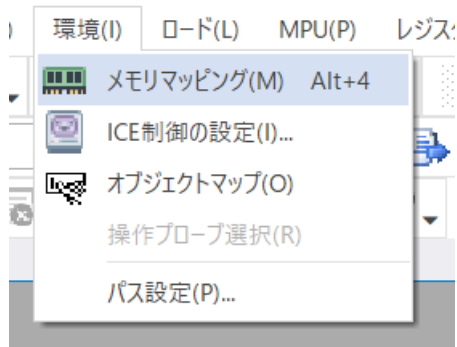 ) 環境(I) ロード(L) MPU(P) レジス
メモリマッピング(M) Alt+4
ICE制御の設定(I)...
オブジェクトマップ(O)
操作プローブ選択(R)
パス設定(P)...